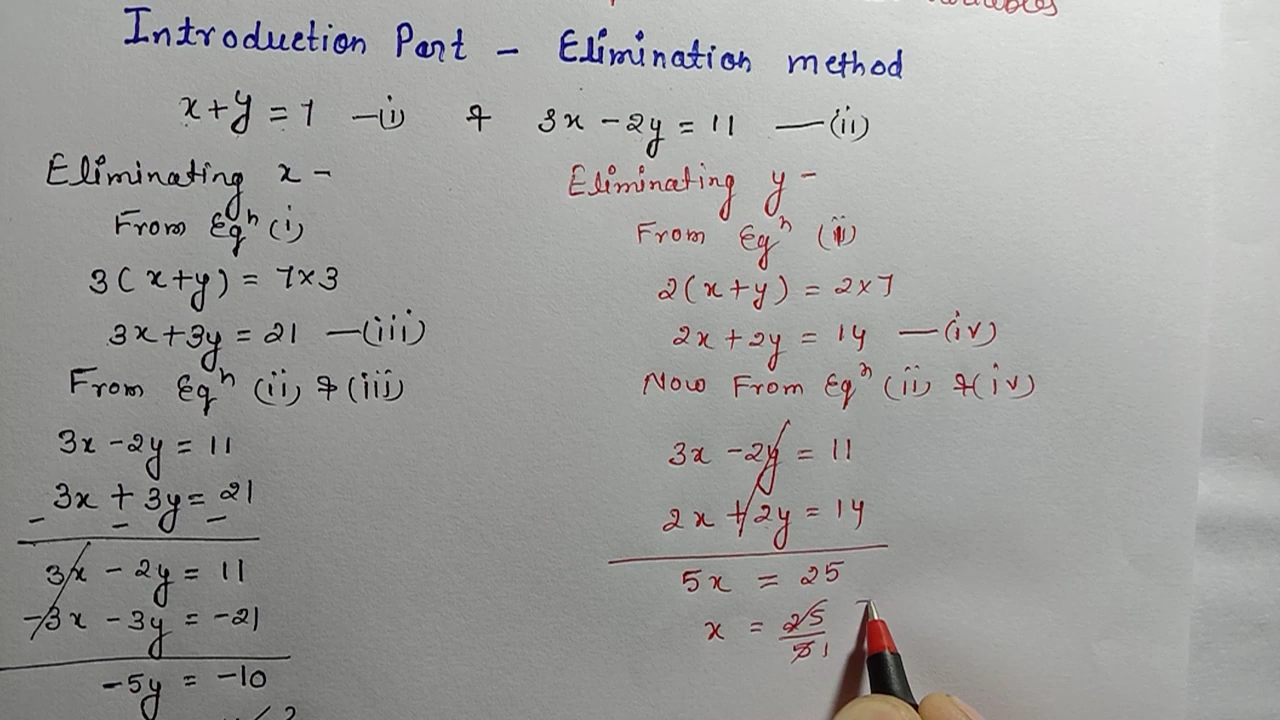 Introduction Part - Elimination method
x+y = 7 —(i) & 3x - 2y = 11 —(ii)
Eliminating x -
From Eqⁿ (i)
3(x+y) = 7×3
3x+3y = 21 —(iii)
From Eqⁿ (ii) & (iii)
3x - 2y = 11
3x + 3y = 21
- - -
3x - 2y = 11
-3x - 3y = -21
-5y = -10
Eliminating y -
From Eqⁿ (i)
2(x+y) = 2×7
2x + 2y = 14 —(iv)
Now From Eqⁿ (ii) & (iv)
3x - 2y = 11
2x + 2y = 14
5x = 25
x = 25/5 1